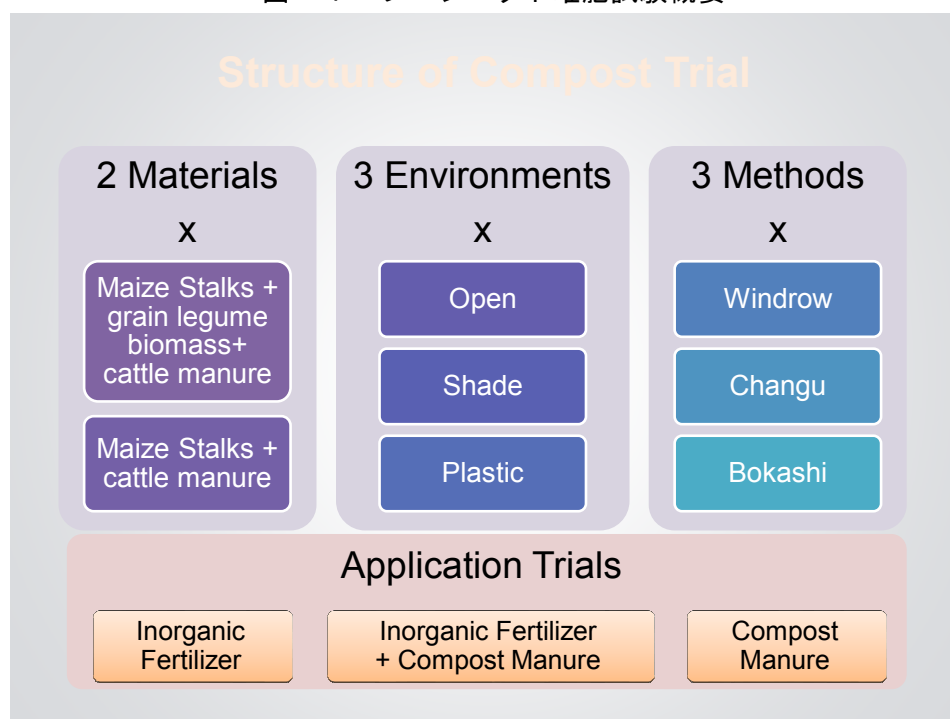 Structure of Compost Trial
2 Materials
x
Maize Stalks +
grain legume
biomass+
cattle manure
Maize Stalks +
cattle manure
3 Environments
x
Open
Shade
Plastic
3 Methods
x
Windrow
Changu
Bokashi
Application Trials
Inorganic
Fertilizer
Inorganic Fertilizer
+ Compost Manure
Compost
Manure